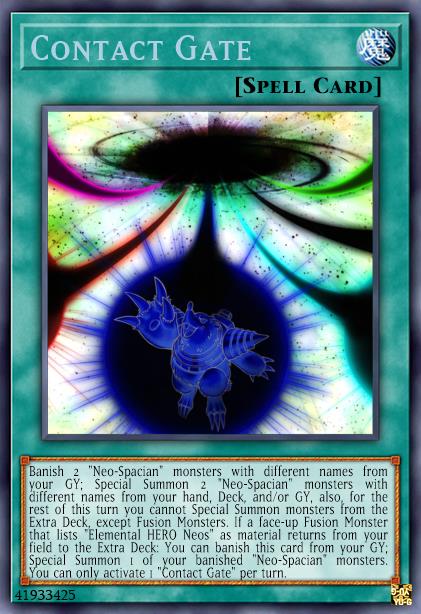 CONTACT GATE
魔
[SPELL CARD]
Banish 2 "Neo-Spacian" monsters with different names from
your GY; Special Summon 2 "Neo-Spacian" monsters with
different names from your hand, Deck, and/or GY, also, for the
rest of this turn you cannot Special Summon monsters from the
Extra Deck, except Fusion Monsters. If a face-up Fusion Monster
that lists "Elemental HERO Neos" as material returns from your
field to the Extra Deck: You can banish this card from your GY;
Special Summon 1 of your banished "Neo-Spacian" monsters.
You can only activate 1 "Contact Gate" per turn.
41933425